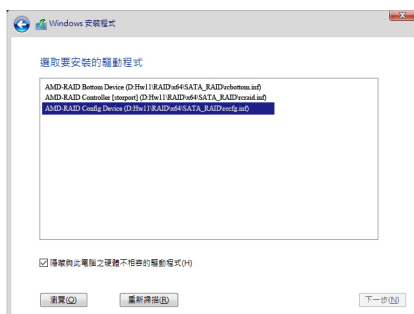 Windows 安裝程式
選取要安裝的驅動程式
AMD-RAID Bottom Device (D:\Hw11\RAID\x64\SATA_RAID\rcbottom.inf)
AMD-RAID Controller [storport] (D:\Hw11\RAID\x64\SATA_RAID\rcraid.inf)
AMD-RAID Config Device (D:\Hw11\RAID\x64\SATA_RAID\rccfg.inf)
隱藏與此電腦之硬體不相容的驅動程式(H)
瀏覽(O) 重新掃描(R) 下一步(N)